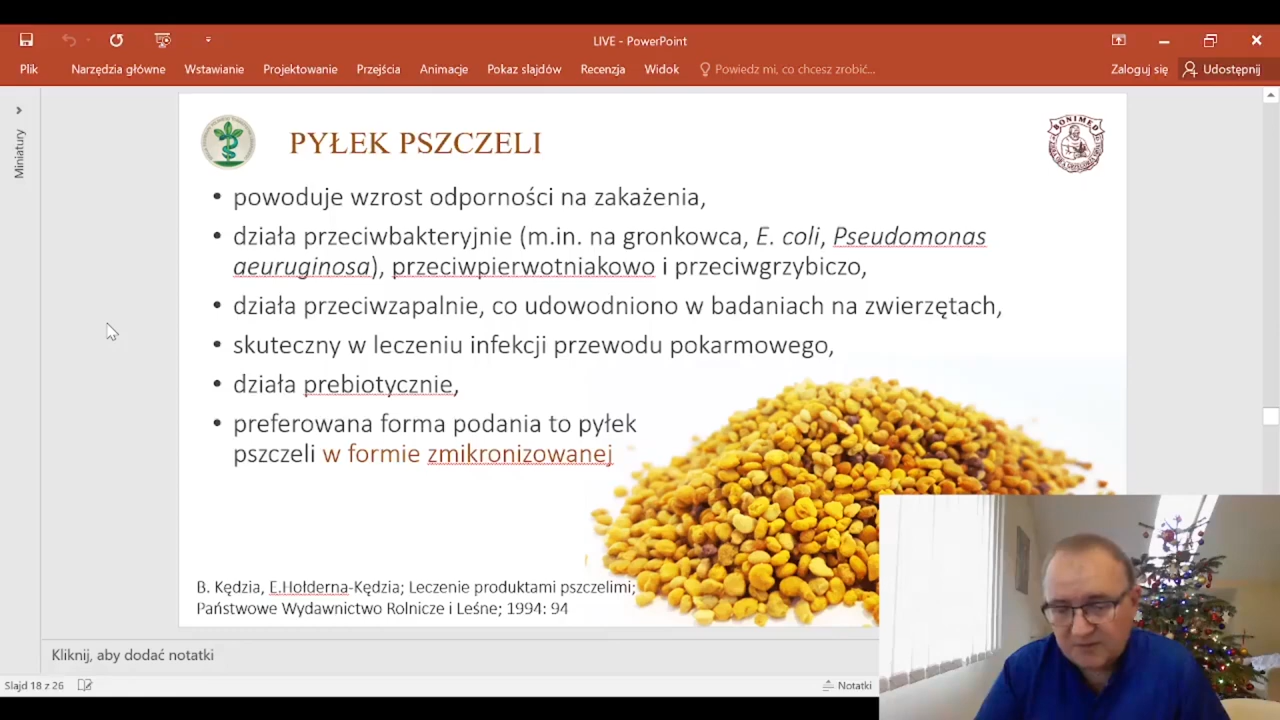 LIVE - PowerPoint
Plik Narzędzia główne Wstawianie Projektowanie Przejścia Animacje Pokaz slajdów Recenzja Widok Powiedz mi, co chcesz zrobić... Zaloguj się Udostępnij
Miniatury
PYŁEK PSZCZELI
BONIMED
• powoduje wzrost odporności na zakażenia,
• działa przeciwbakteryjnie (m.in. na gronkowca, E. coli, Pseudomonas
aeuruginosa), przeciwpierwotniakowo i przeciwgrzybiczo,
• działa przeciwzapalnie, co udowodniono w badaniach na zwierzętach,
• skuteczny w leczeniu infekcji przewodu pokarmowego,
• działa prebiotycznie,
• preferowana forma podania to pyłek
pszczeli w formie zmikronizowanej
B. Kędzia, E.Hołderna-Kędzia; Leczenie produktami pszczelimi;
Państwowe Wydawnictwo Rolnicze i Leśne; 1994: 94
Kliknij, aby dodać notatki
Slajd 18 z 26
Notatki